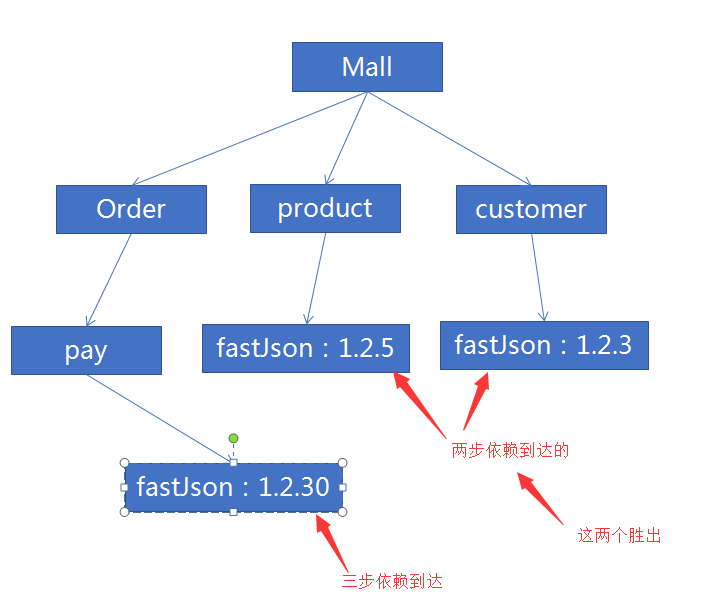 Mall
Order
product
customer
pay
fastJson：1.2.5
fastJson：1.2.3
两步依赖到达的
fastJson：1.2.30
这两个胜出
三步依赖到达